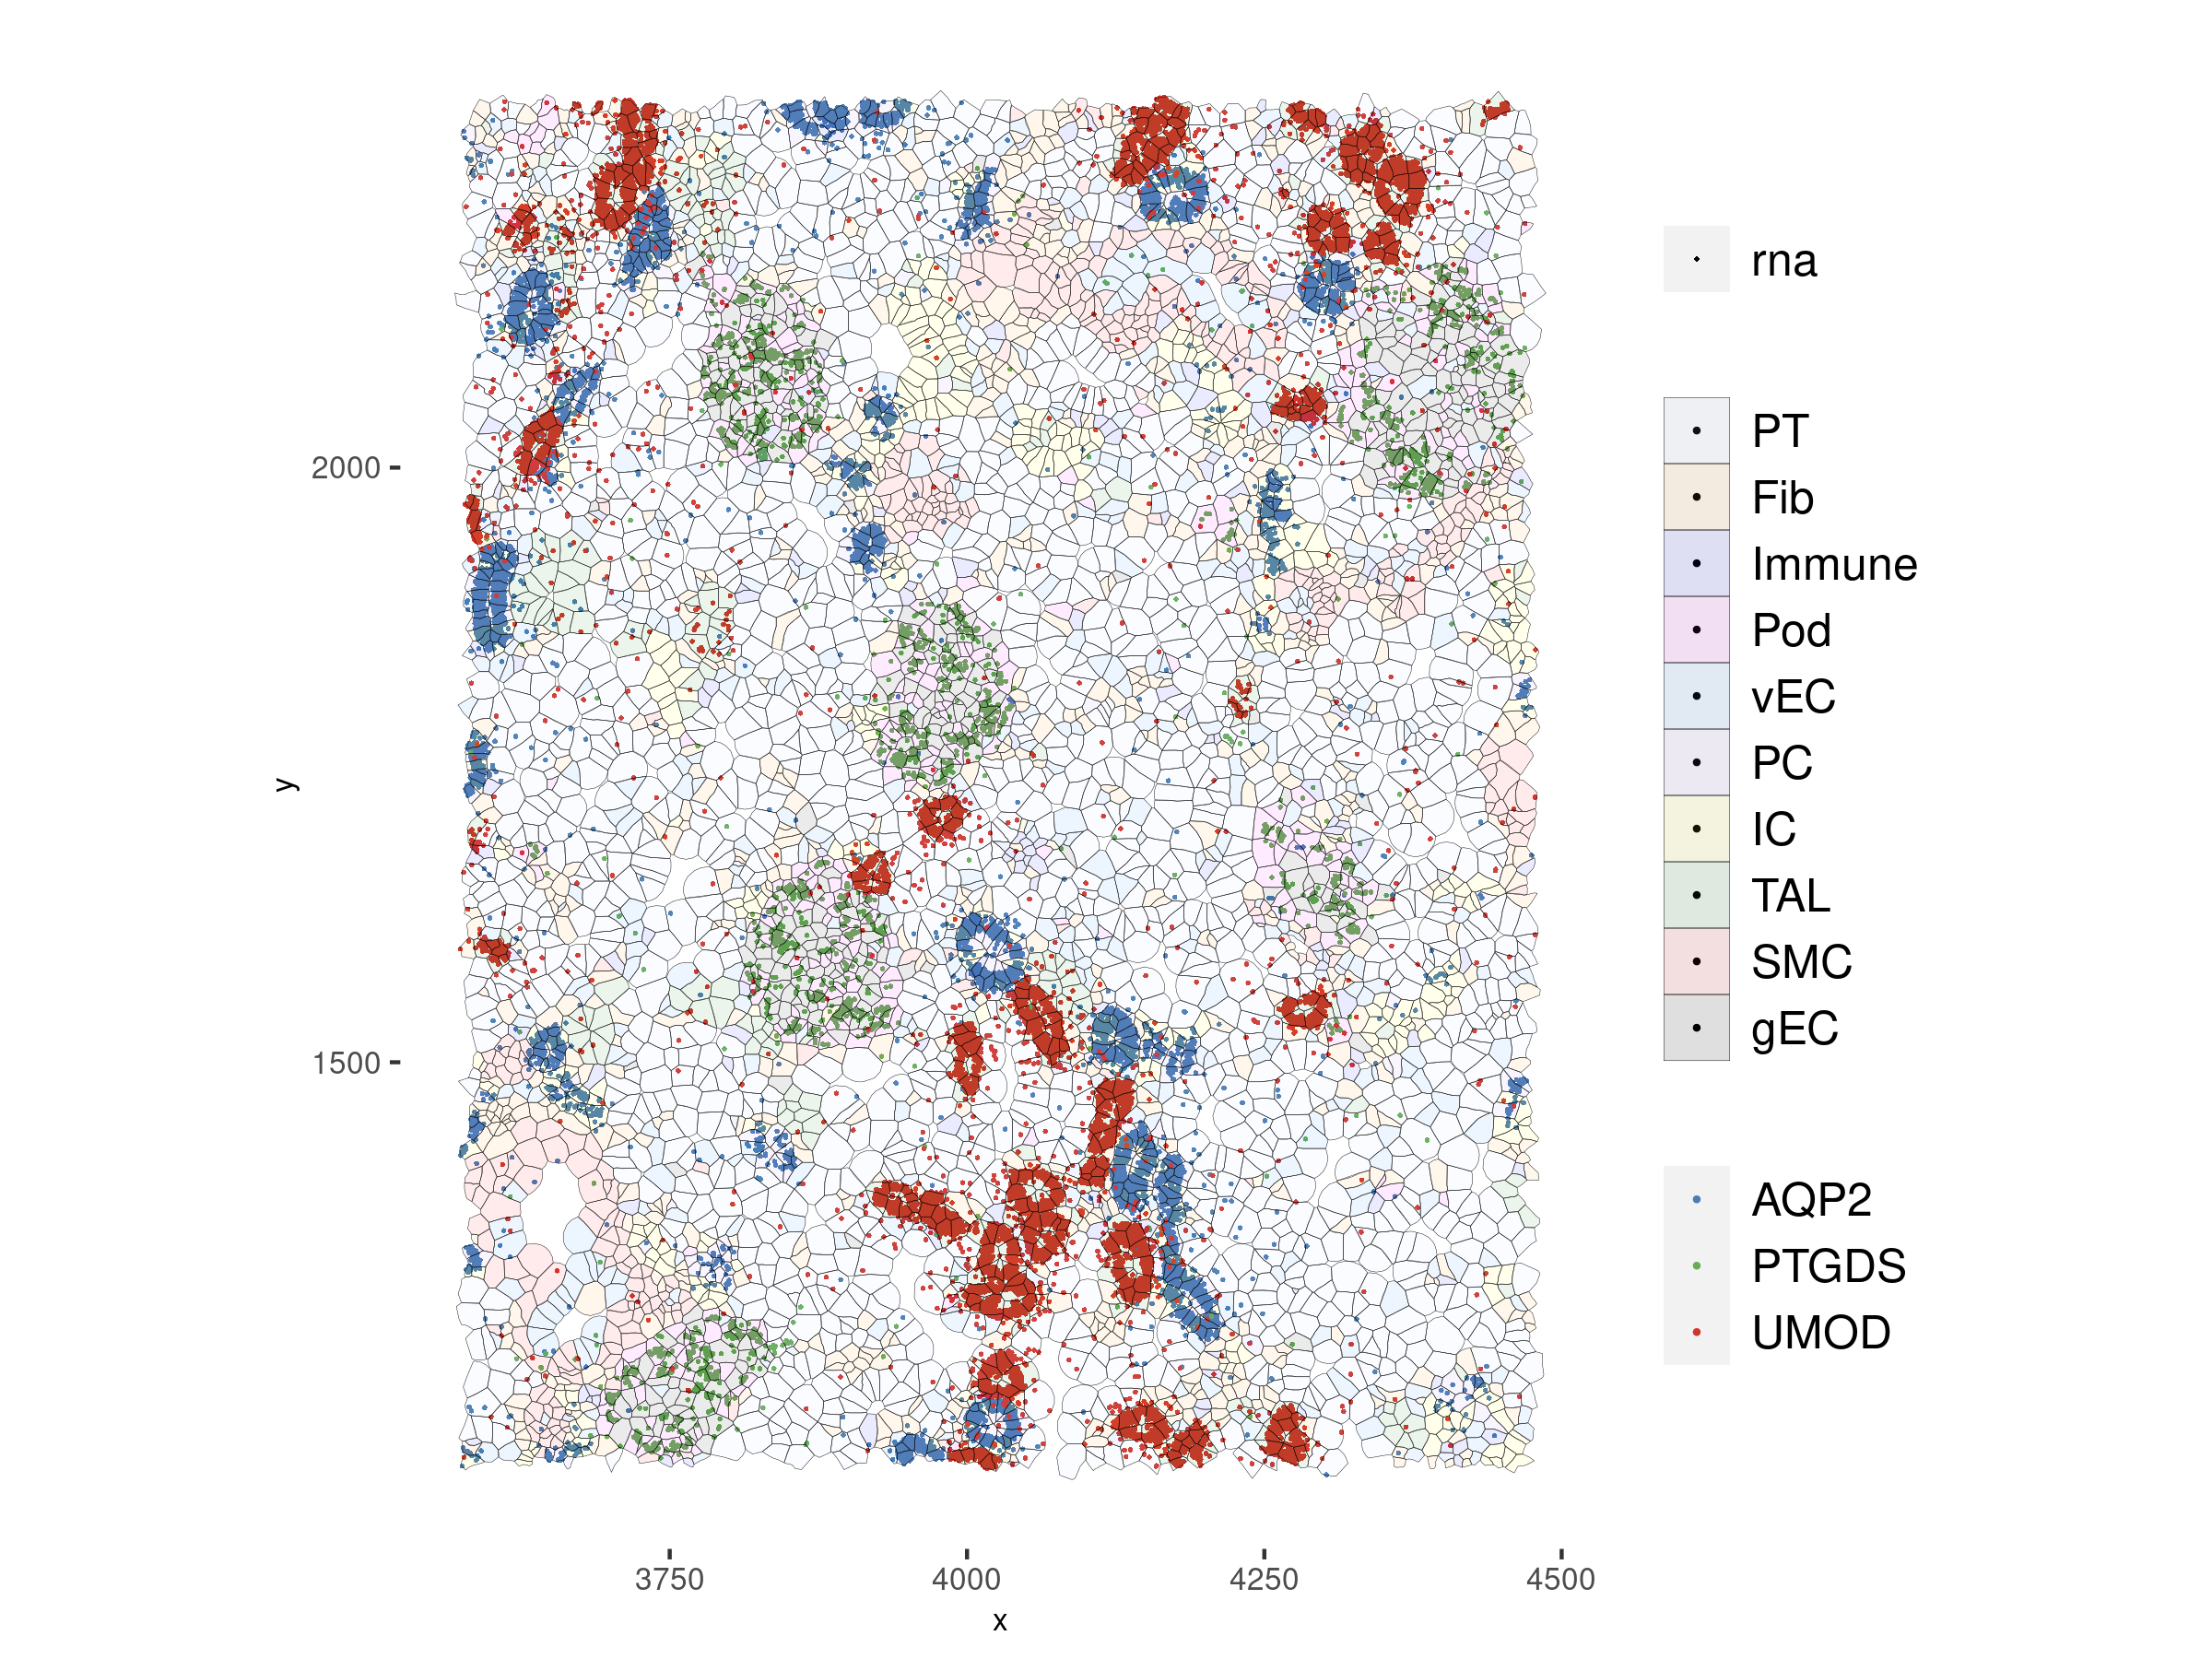 2000
1500
y
3750
4000
4250
4500
x
rna
PT
Fib
Immune
Pod
vEC
PC
IC
TAL
SMC
gEC
AQP2
PTGDS
UMOD